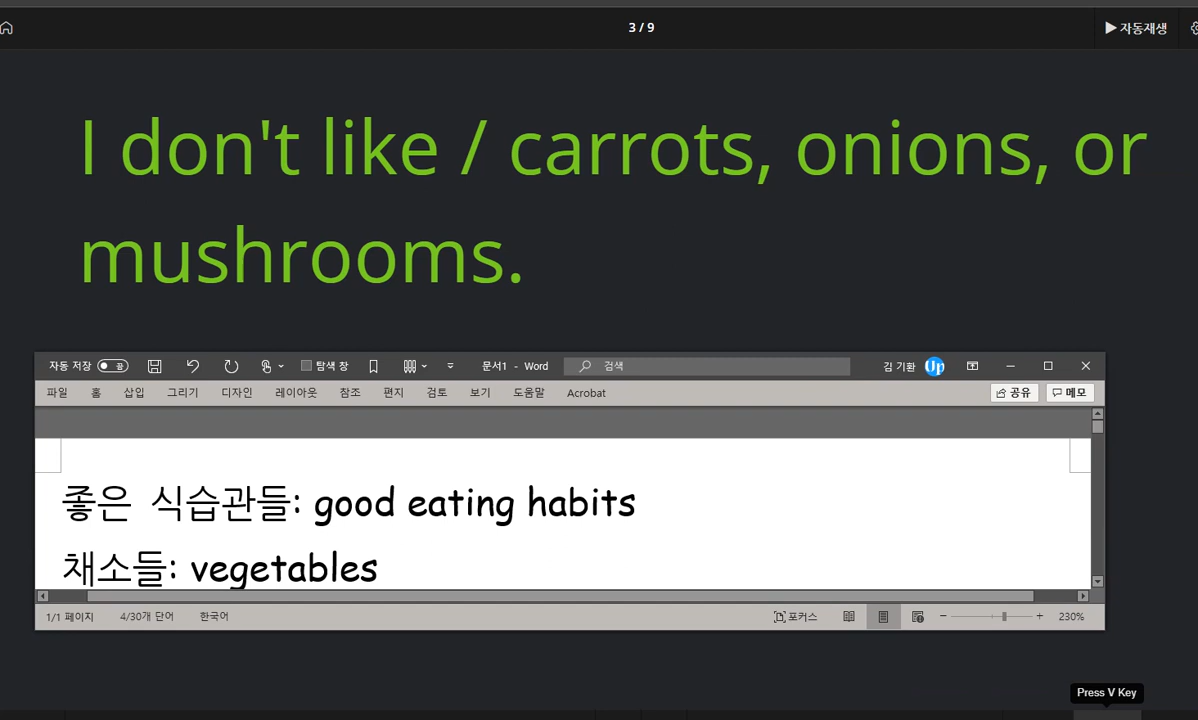 3 / 9
▶ 자동재생
I don't like / carrots, onions, or
mushrooms.
자동 저장 끔 탐색 창 문서1 - Word 검색 김 기환 Up
파일 홈 삽입 그리기 디자인 레이아웃 참조 편지 검토 보기 도움말 Acrobat 공유 메모
좋은 식습관들: good eating habits
채소들: vegetables
1/1 페이지 4/30개 단어 한국어 포커스 230%
Press V Key